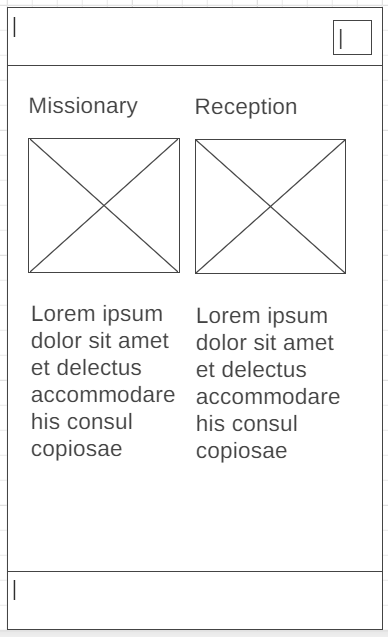 Missionary
Reception
Lorem ipsum
dolor sit amet
et delectus
accommodare
his consul
copiosae
Lorem ipsum
dolor sit amet
et delectus
accommodare
his consul
copiosae